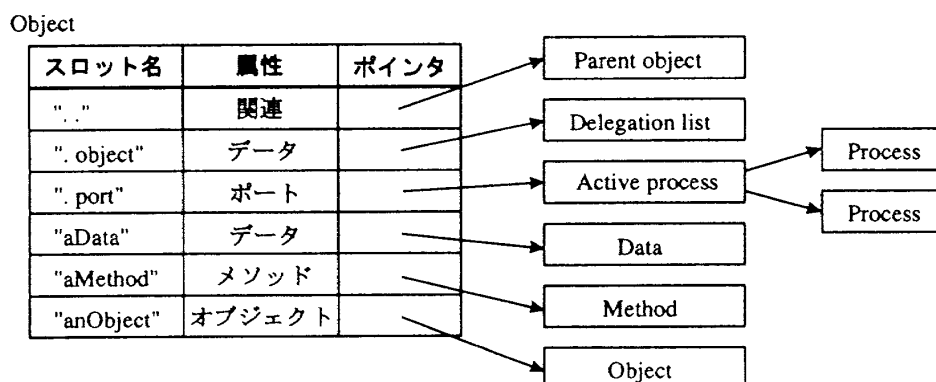 Object
スロット名 属性 ポインタ
". ." 関連
". object" データ
". port" ポート
"aData" データ
"aMethod" メソッド
"anObject" オブジェクト
Parent object
Delegation list
Active process
Data
Method
Object
Process
Process